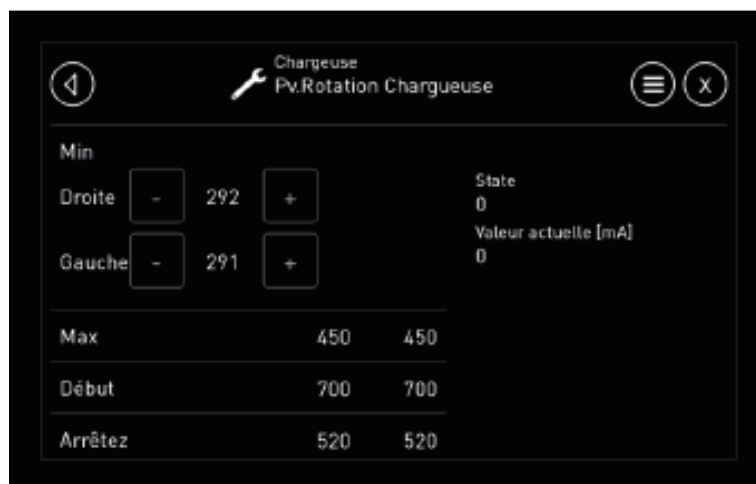 Chargeuse
Pv.Rotation Chargueuse
X
Min
Droite - 292 +
Gauche - 291 +
State
0
Valeur actuelle [mA]
0
Max 450 450
Début 700 700
Arrêtez 520 520